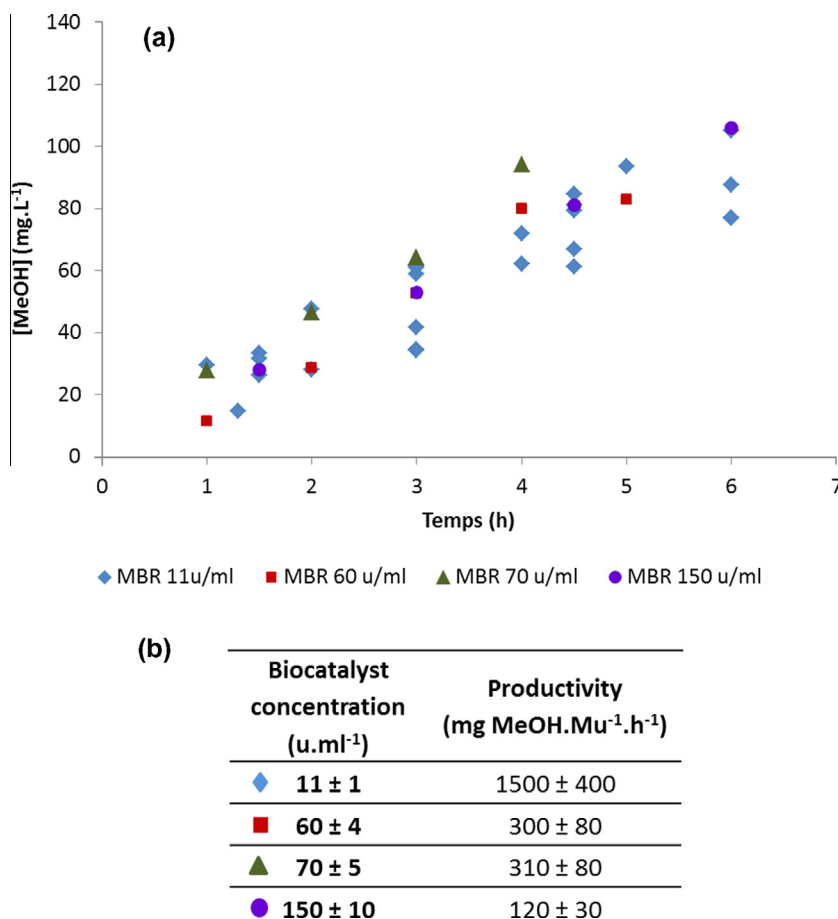 (a)
140
120
100
80
60
40
20
0
[MeOH] (mg.L⁻¹)
0 1 2 3 4 5 6 7
Temps (h)
MBR 11u/ml MBR 60 u/ml MBR 70 u/ml MBR 150 u/ml
(b)
Biocatalyst
concentration
(u.ml⁻¹)
Productivity
(mg MeOH.Mu⁻¹.h⁻¹)
11 ± 1 1500 ± 400
60 ± 4 300 ± 80
70 ± 5 310 ± 80
150 ± 10 120 ± 30